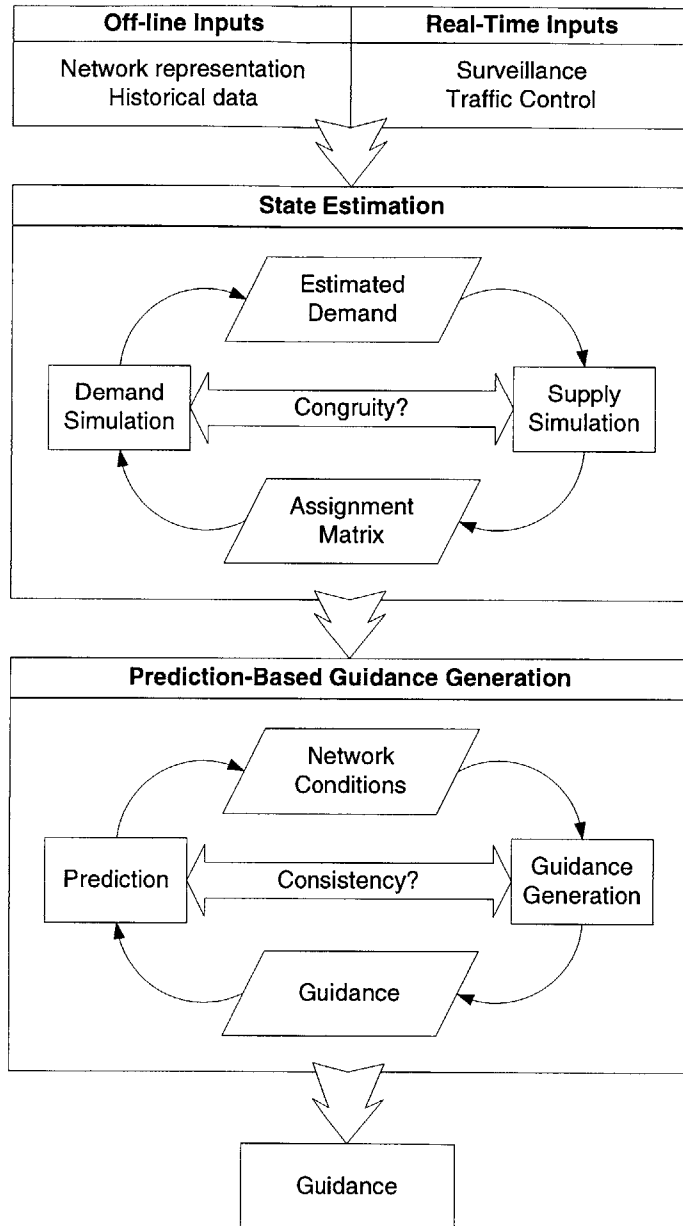 Off-line Inputs
Real-Time Inputs
Network representation
Historical data
Surveillance
Traffic Control
State Estimation
Estimated
Demand
Demand
Simulation
Congruity?
Supply
Simulation
Assignment
Matrix
Prediction-Based Guidance Generation
Network
Conditions
Prediction
Consistency?
Guidance
Generation
Guidance
Guidance